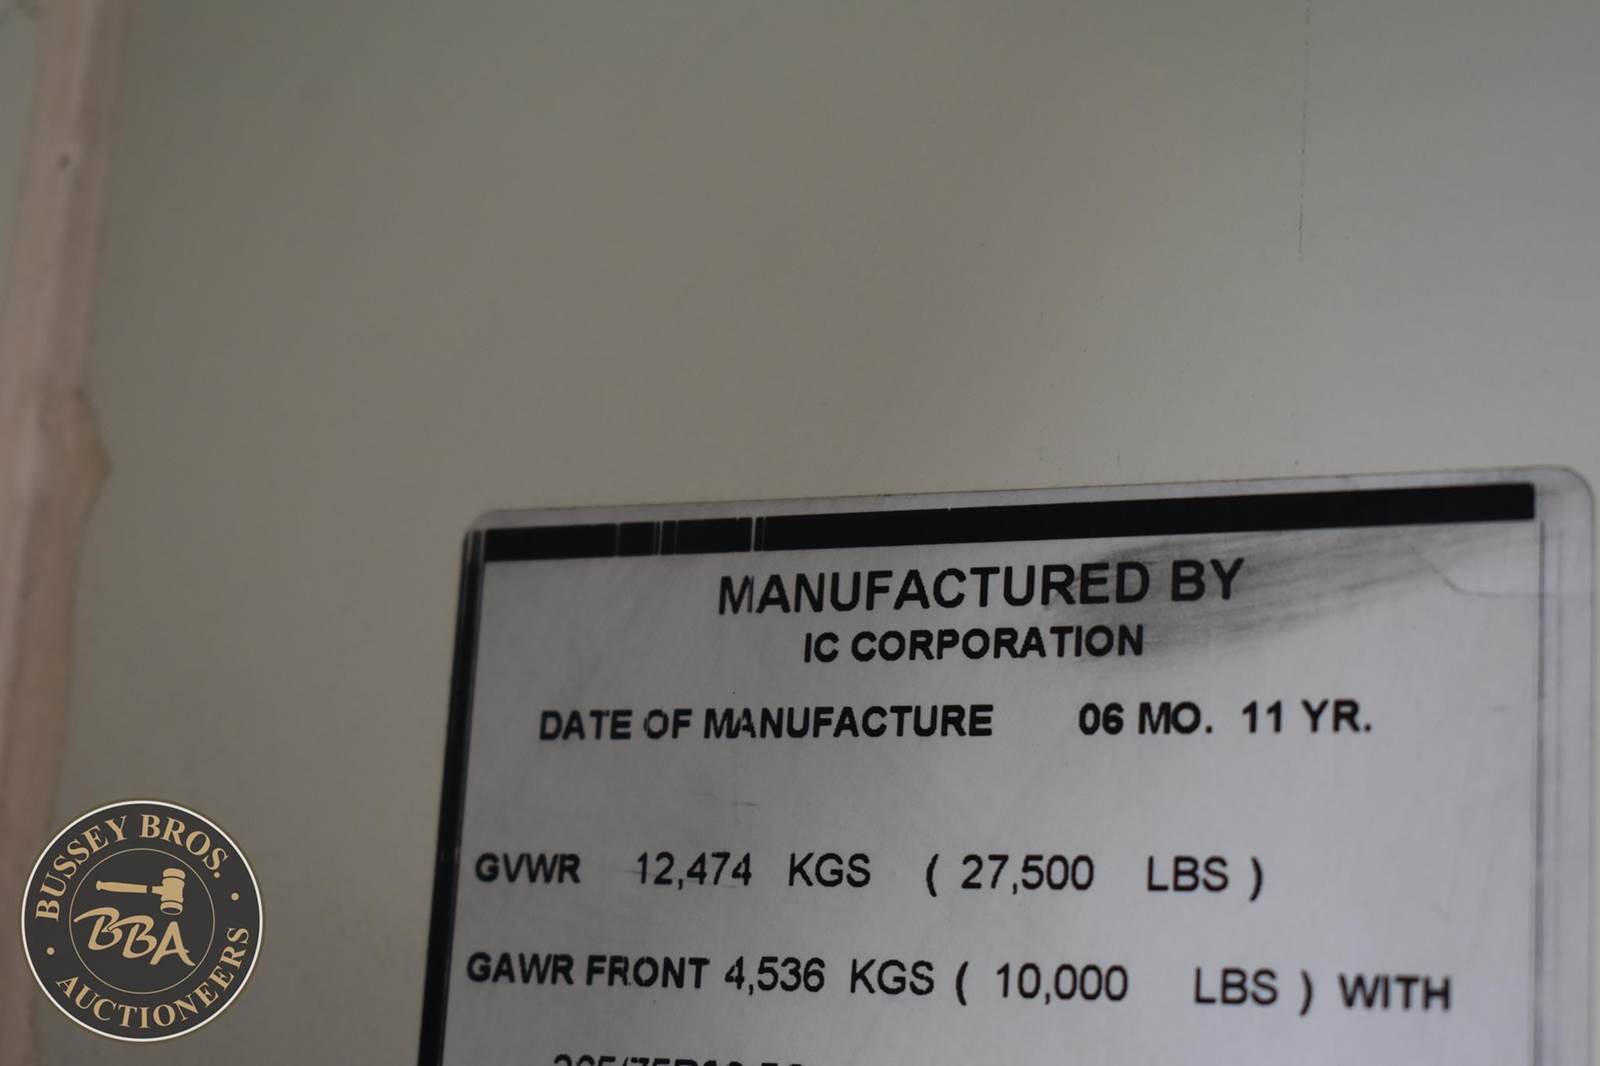 MANUFACTURED BY
IC CORPORATION
DATE OF MANUFACTURE 06 MO. 11 YR.
GVWR 12,474 KGS ( 27,500 LBS )
GAWR FRONT 4,536 KGS ( 10,000 LBS ) WITH
BUSSEY BROS.
BBA
AUCTIONEERS